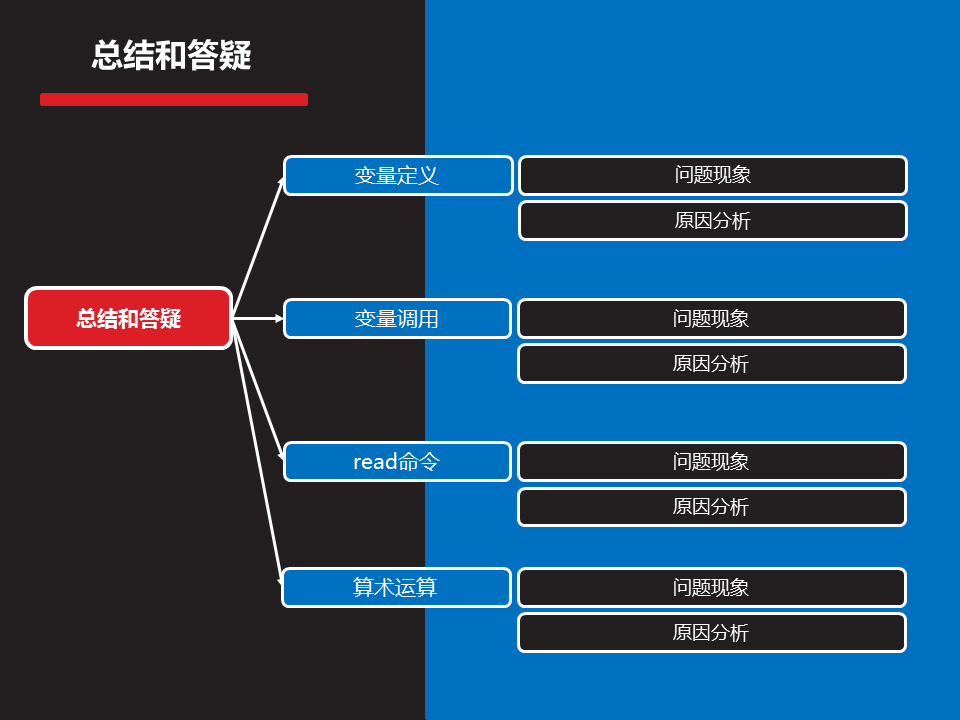 总结和答疑
变量定义
问题现象
原因分析
总结和答疑
变量调用
问题现象
原因分析
read命令
问题现象
原因分析
算术运算
问题现象
原因分析